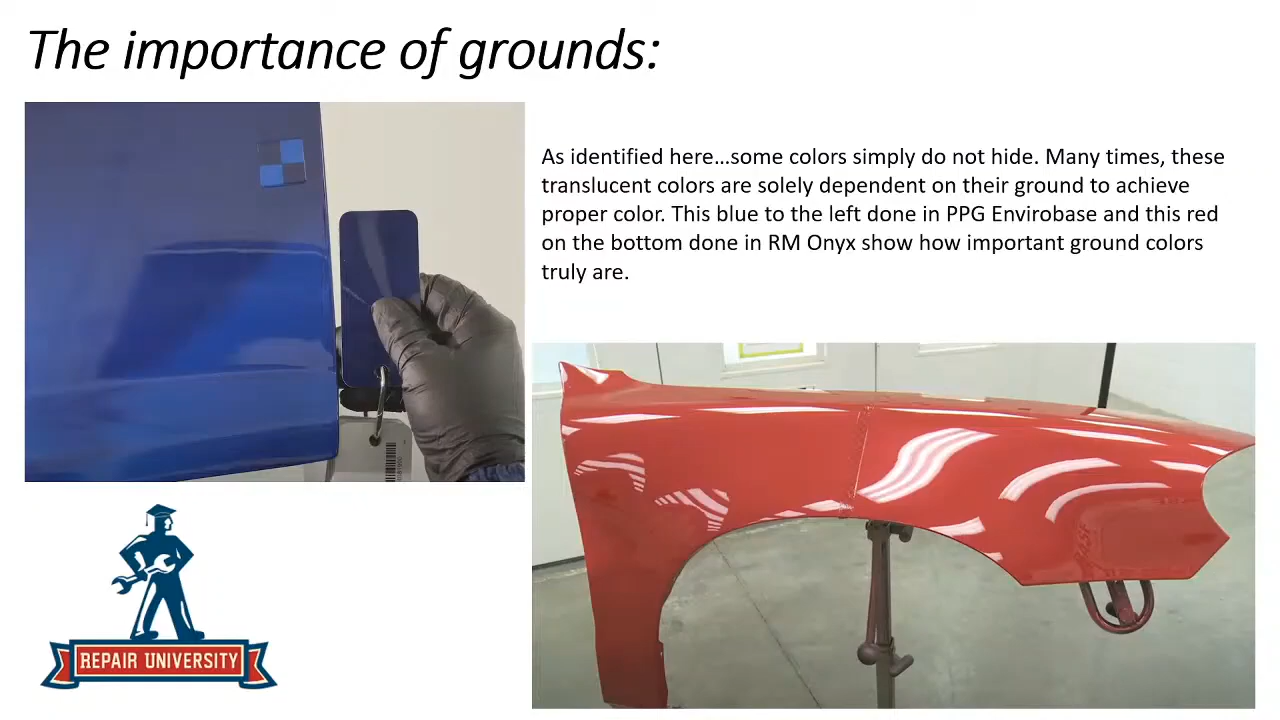 The importance of grounds:
As identified here...some colors simply do not hide. Many times, these
translucent colors are solely dependent on their ground to achieve
proper color. This blue to the left done in PPG Envirobase and this red
on the bottom done in RM Onyx show how important ground colors
truly are.
REPAIR UNIVERSITY